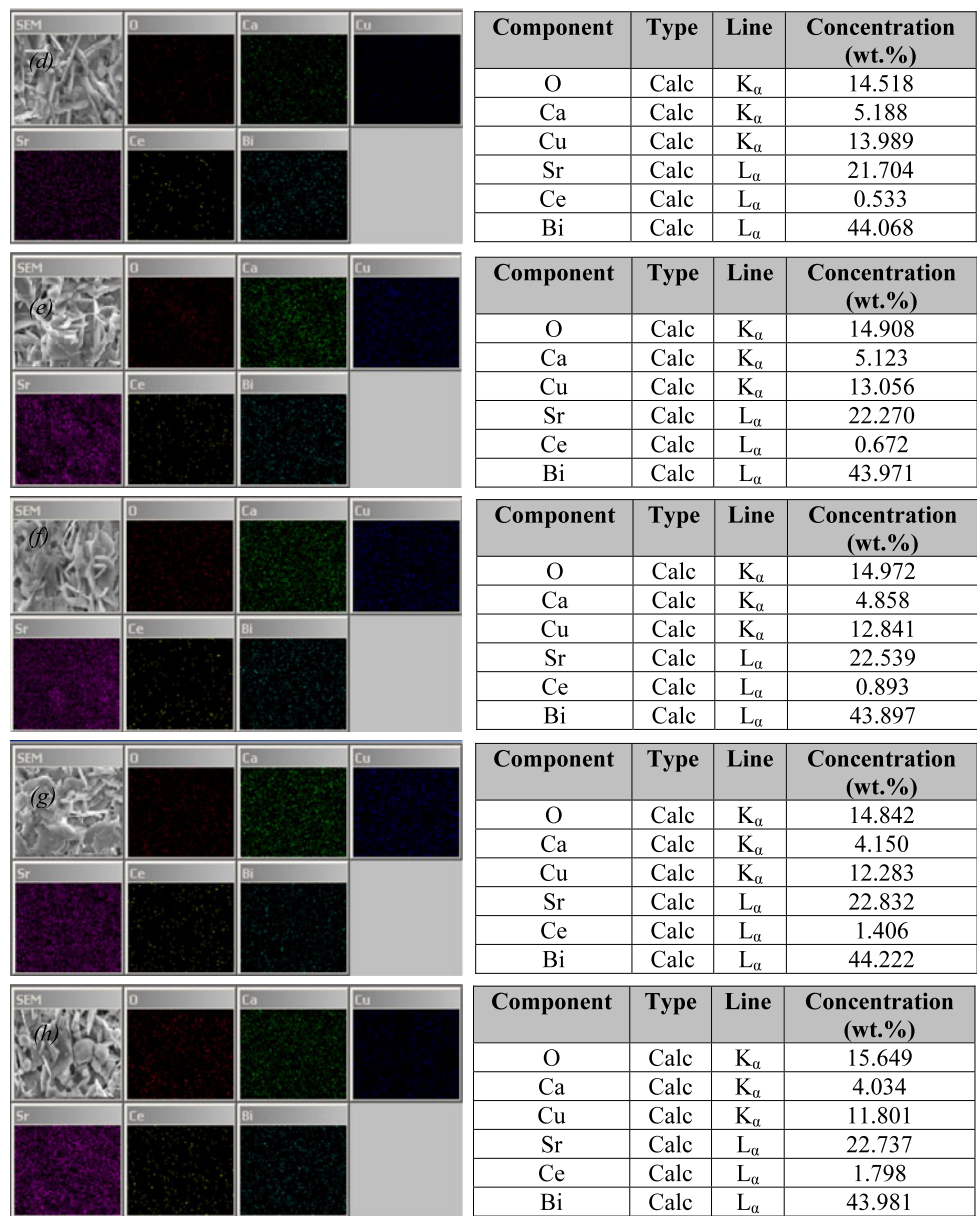 SEM O Ca Cu
(d)
Sr Ce Bi
Component Type Line Concentration (wt.%)
O Calc Kα 14.518
Ca Calc Kα 5.188
Cu Calc Kα 13.989
Sr Calc Lα 21.704
Ce Calc Lα 0.533
Bi Calc Lα 44.068
SEM O Ca Cu
(e)
Sr Ce Bi
Component Type Line Concentration (wt.%)
O Calc Kα 14.908
Ca Calc Kα 5.123
Cu Calc Kα 13.056
Sr Calc Lα 22.270
Ce Calc Lα 0.672
Bi Calc Lα 43.971
SEM O Ca Cu
(f)
Sr Ce Bi
Component Type Line Concentration (wt.%)
O Calc Kα 14.972
Ca Calc Kα 4.858
Cu Calc Kα 12.841
Sr Calc Lα 22.539
Ce Calc Lα 0.893
Bi Calc Lα 43.897
SEM O Ca Cu
(g)
Sr Ce Bi
Component Type Line Concentration (wt.%)
O Calc Kα 14.842
Ca Calc Kα 4.150
Cu Calc Kα 12.283
Sr Calc Lα 22.832
Ce Calc Lα 1.406
Bi Calc Lα 44.222
SEM O Ca Cu
(h)
Sr Ce Bi
Component Type Line Concentration (wt.%)
O Calc Kα 15.649
Ca Calc Kα 4.034
Cu Calc Kα 11.801
Sr Calc Lα 22.737
Ce Calc Lα 1.798
Bi Calc Lα 43.981